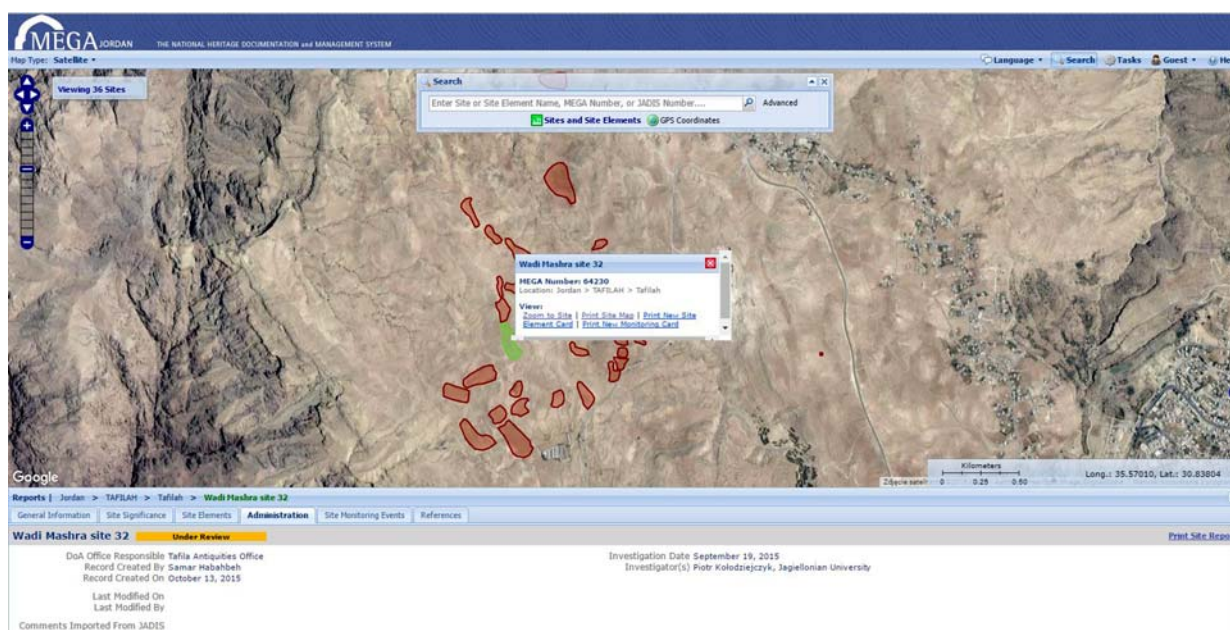 MEGA JORDAN THE NATIONAL HERITAGE DOCUMENTATION and MANAGEMENT SYSTEM
Map Type: Satellite
Language Search Tasks Guest He
Viewing 36 Sites
Search
Enter Site or Site Element Name, MEGA Number, or JADIS Number.... Advanced
Sites and Site Elements GPS Coordinates
Wadi Mashra site 32
MEGA Number: 64230
Location: Jordan > TAFILAH > Tafilah
View:
Zoom to Site | Print Site Map | Print New Site
Element Card | Print New Monitoring Card
Google
Zdjęcie satelit
Kilometers
0 0.25 0.50
Long.: 35.57010, Lat.: 30.83804
Reports | Jordan > TAFILAH > Tafilah > Wadi Mashra site 32
General Information Site Significance Site Elements Administration Site Monitoring Events References
Wadi Mashra site 32 Under Review Print Site Repo
DoA Office Responsible Tafila Antiquities Office
Record Created By Samar Habahbeh
Record Created On October 13, 2015
Last Modified On
Last Modified By
Comments Imported From JADIS
Investigation Date September 19, 2015
Investigator(s) Piotr Kołodziejczyk, Jagiellonian University